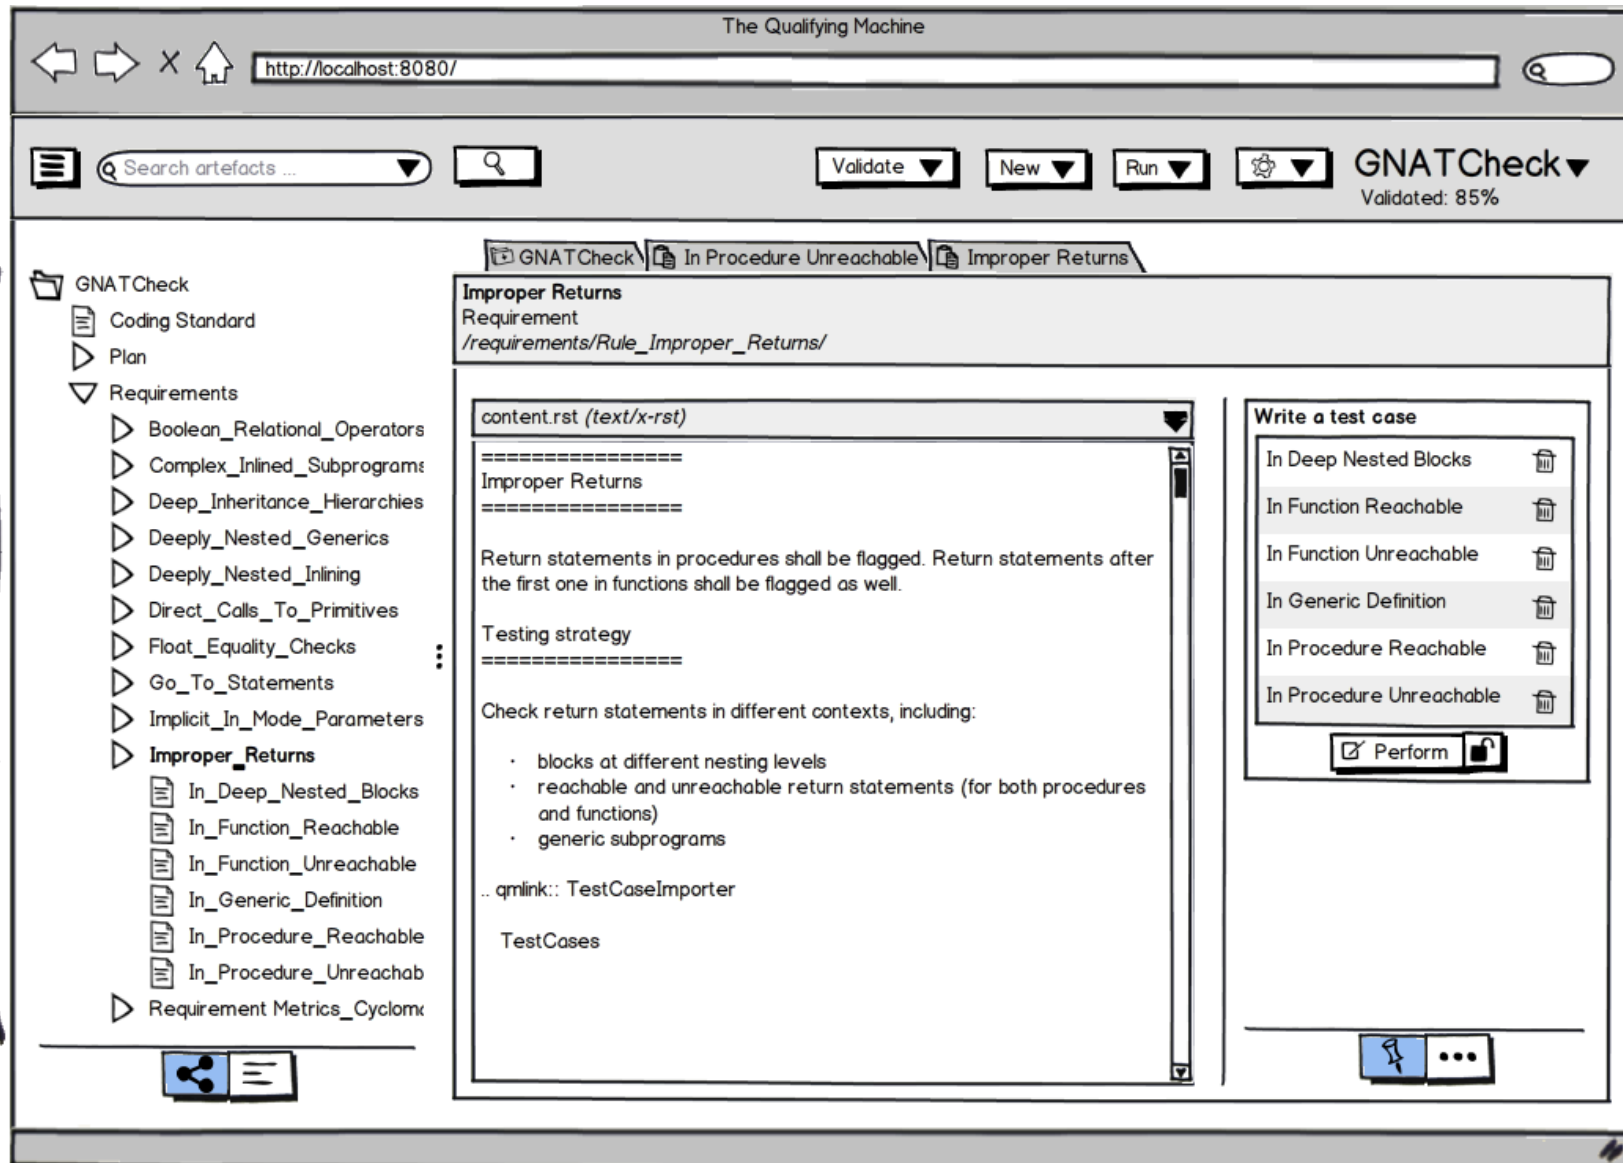 The Qualifying Machine
http://localhost:8080/
Search artefacts ...
Validate
New
Run
GNATCheck
Validated: 85%
GNATCheck
Coding Standard
Plan
Requirements
Boolean_Relational_Operators
Complex_Inlined_Subprograms
Deep_Inheritance_Hierarchies
Deeply_Nested_Generics
Deeply_Nested_Inlining
Direct_Calls_To_Primitives
Float_Equality_Checks
Go_To_Statements
Implicit_In_Mode_Parameters
Improper_Returns
In_Deep_Nested_Blocks
In_Function_Reachable
In_Function_Unreachable
In_Generic_Definition
In_Procedure_Reachable
In_Procedure_Unreachab
Requirement Metrics_Cyclomo
GNATCheck
In Procedure Unreachable
Improper Returns
Improper Returns
Requirement
/requirements/Rule_Improper_Returns/
content.rst (text/x-rst)
================
Improper Returns
================
Return statements in procedures shall be flagged. Return statements after
the first one in functions shall be flagged as well.
Testing strategy
================
Check return statements in different contexts, including:
· blocks at different nesting levels
· reachable and unreachable return statements (for both procedures
and functions)
· generic subprograms
.. qmlink:: TestCaseImporter
TestCases
Write a test case
In Deep Nested Blocks
In Function Reachable
In Function Unreachable
In Generic Definition
In Procedure Reachable
In Procedure Unreachable
Perform